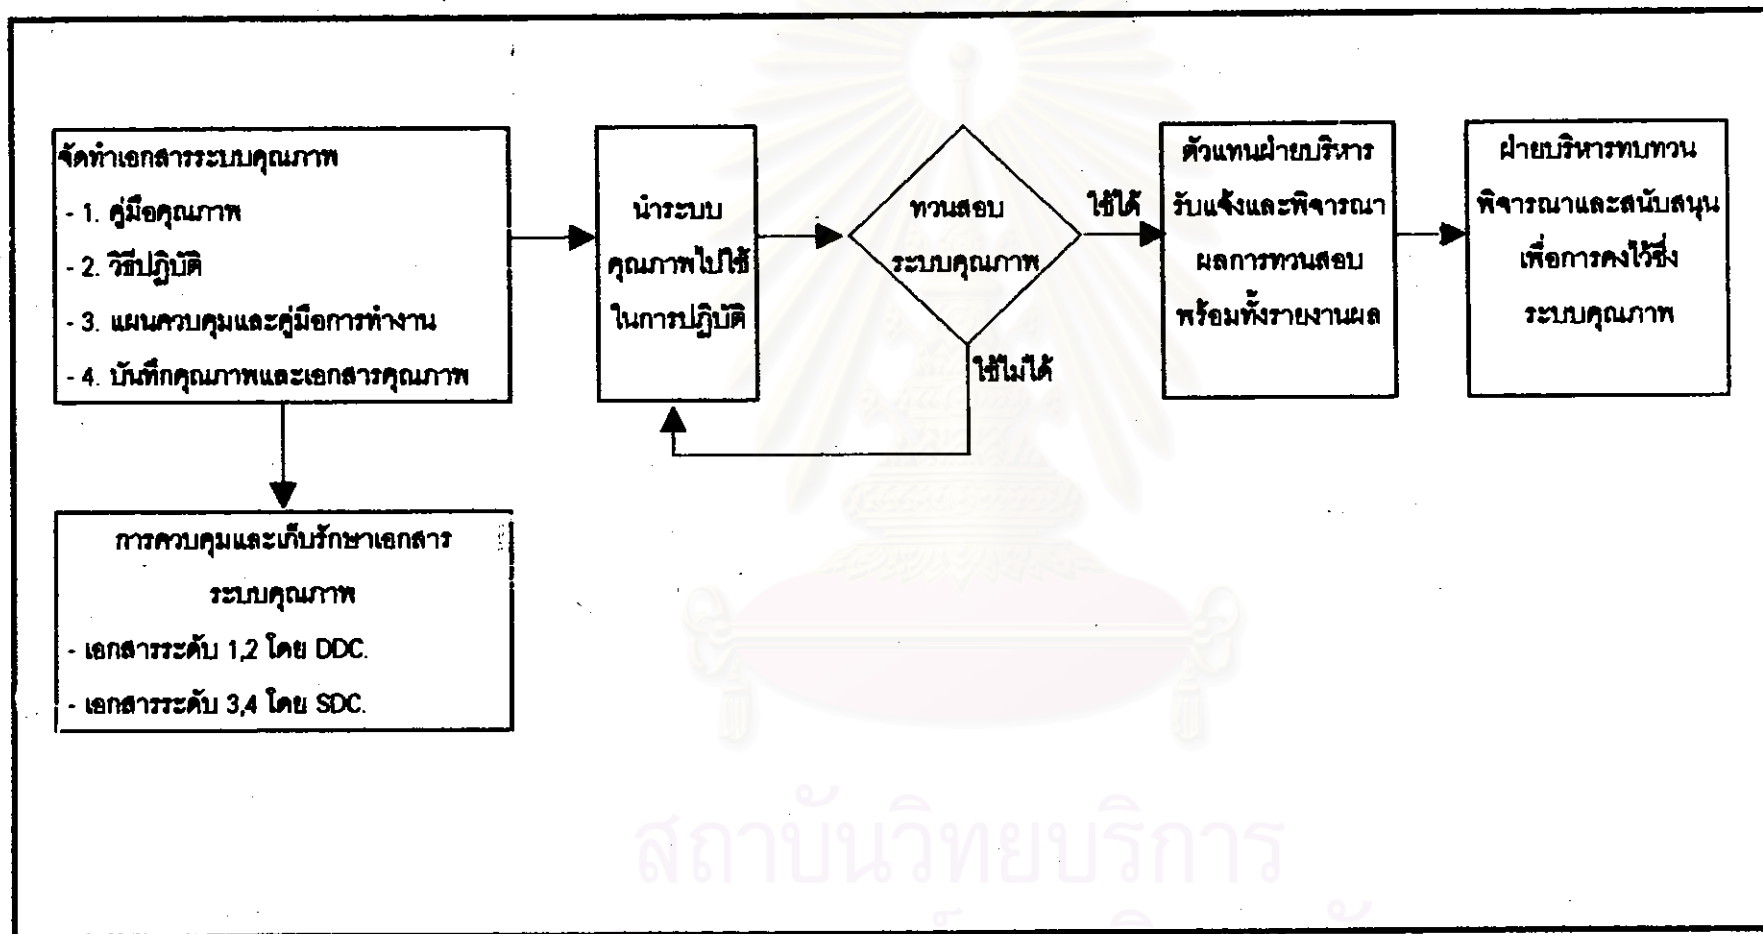 จัดทำเอกสารระบบคุณภาพ
- 1. คู่มือคุณภาพ
- 2. วิธีปฏิบัติ
- 3. แผนควบคุมและคู่มือการทำงาน
- 4. บันทึกคุณภาพและเอกสารคุณภาพ
นำระบบ
คุณภาพไปใช้
ในการปฏิบัติ
ทวนสอบ
ระบบคุณภาพ
ใช้ได้
ใช้ไม่ได้
ตัวแทนฝ่ายบริหาร
รับแจ้งและพิจารณา
ผลการทวนสอบ
พร้อมทั้งรายงานผล
ฝ่ายบริหารทบทวน
พิจารณาและสนับสนุน
เพื่อการคงไว้ซึ่ง
ระบบคุณภาพ
การควบคุมและเก็บรักษาเอกสาร
ระบบคุณภาพ
- เอกสารระดับ 1,2 โดย DDC.
- เอกสารระดับ 3,4 โดย SDC.
สถาบันวิทยบริการ